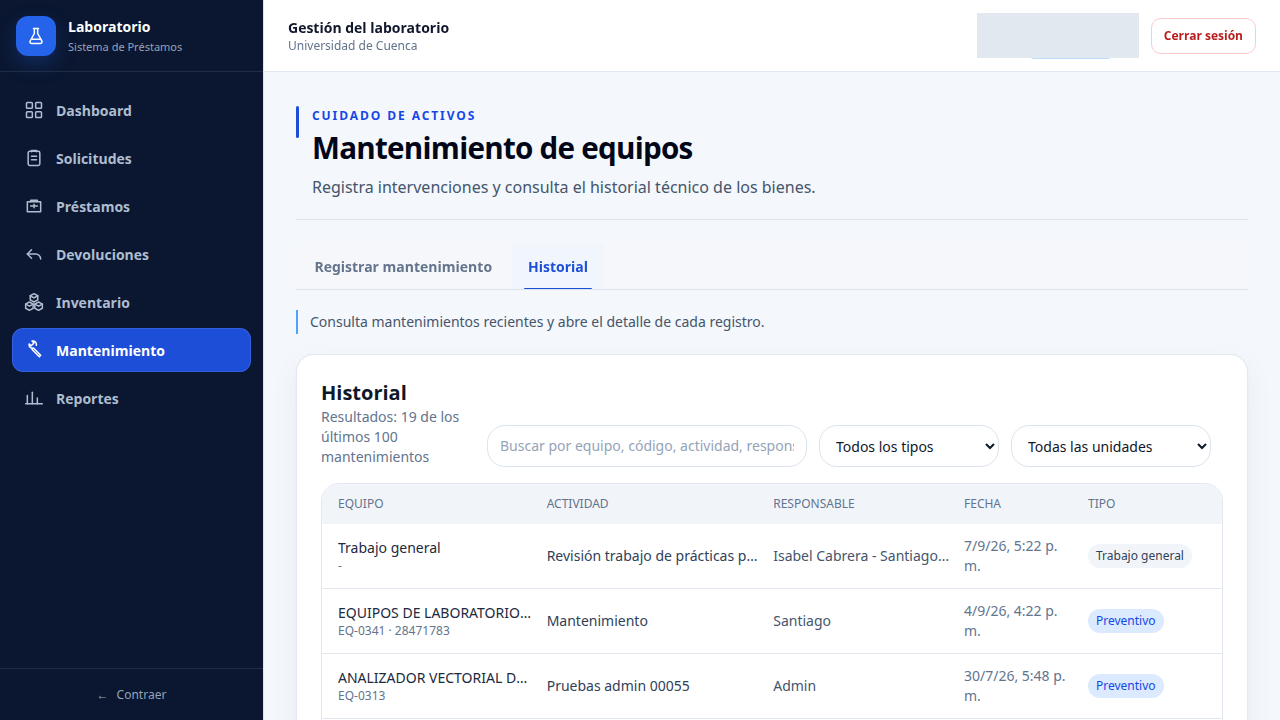 Laboratorio
Sistema de Préstamos
Gestión del laboratorio
Universidad de Cuenca
Cerrar sesión
Dashboard
Solicitudes
Préstamos
Devoluciones
Inventario
Mantenimiento
Reportes
← Contraer
CUIDADO DE ACTIVOS
Mantenimiento de equipos
Registra intervenciones y consulta el historial técnico de los bienes.
Registrar mantenimiento
Historial
Consulta mantenimientos recientes y abre el detalle de cada registro.
Historial
Resultados: 19 de los
últimos 100
mantenimientos
Buscar por equipo, código, actividad, respons
Todos los tipos
Todas las unidades
EQUIPO ACTIVIDAD RESPONSABLE FECHA TIPO
Trabajo general
-
Revisión trabajo de prácticas p...
Isabel Cabrera - Santiago...
7/9/26, 5:22 p.
m.
Trabajo general
EQUIPOS DE LABORATORIO...
EQ-0341 · 28471783
Mantenimiento
Santiago
4/9/26, 4:22 p.
m.
Preventivo
ANALIZADOR VECTORIAL D...
EQ-0313
Pruebas admin 00055
Admin
30/7/26, 5:48 p.
m.
Preventivo